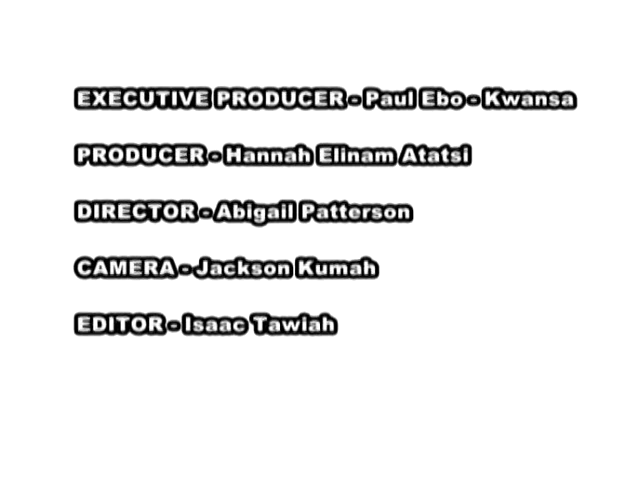 EXECUTIVE PRODUCER - Paul Ebo - Kwansa
PRODUCER - Hannah Elinam Atatsi
DIRECTOR - Abigail Patterson
CAMERA - Jackson Kumah
EDITOR - Isaac Tawiah